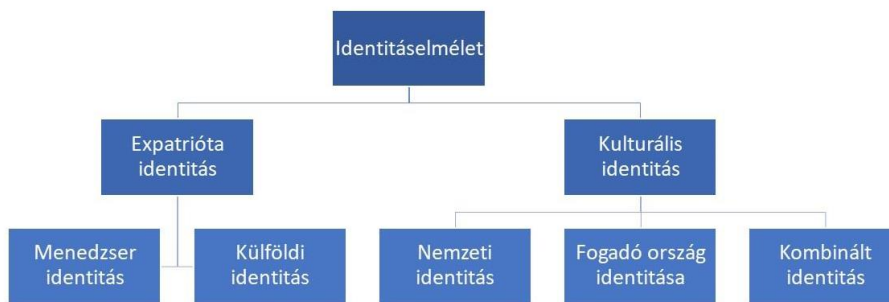 Identitáselmélet
Expatrióta
identitás
Kulturális
identitás
Menedzser
identitás
Külföldi
identitás
Nemzeti
identitás
Fogadó ország
identitása
Kombinált
identitás